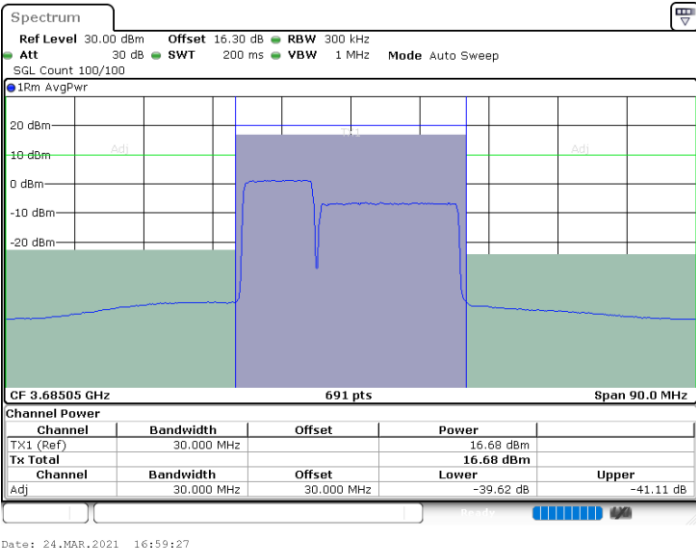 Spectrum
Ref Level 30.00 dBm Offset 16.30 dB RBW 300 kHz
Att 30 dB SWT 200 ms VBW 1 MHz Mode Auto Sweep
SGL Count 100/100
1Rm AvgPwr
20 dBm
TX1
Adj Adj
10 dBm
0 dBm
-10 dBm
-20 dBm
CF 3.68505 GHz 691 pts Span 90.0 MHz
Channel Power
Channel Bandwidth Offset Power
TX1 (Ref) 30.000 MHz 16.68 dBm
Tx Total 16.68 dBm
Channel Bandwidth Offset Lower Upper
Adj 30.000 MHz 30.000 MHz -39.62 dB -41.11 dB
Ready
Date: 24.MAR.2021 16:59:27